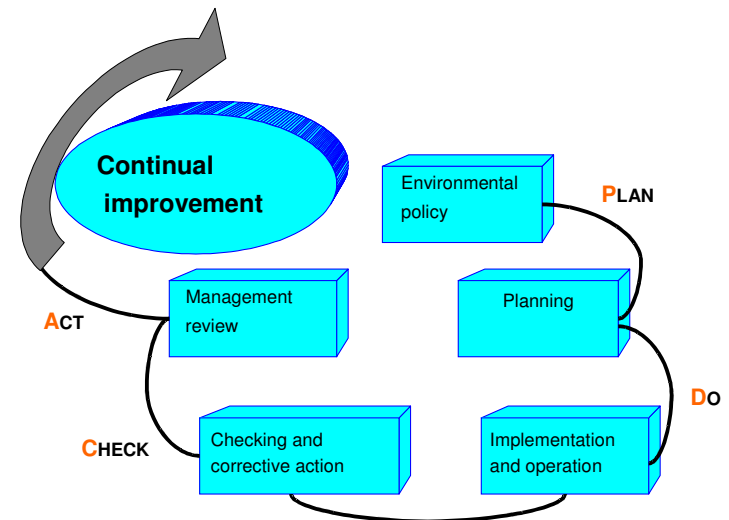 Continual
improvement
Environmental
policy
PLAN
Planning
DO
Implementation
and operation
Checking and
corrective action
CHECK
Management
review
ACT